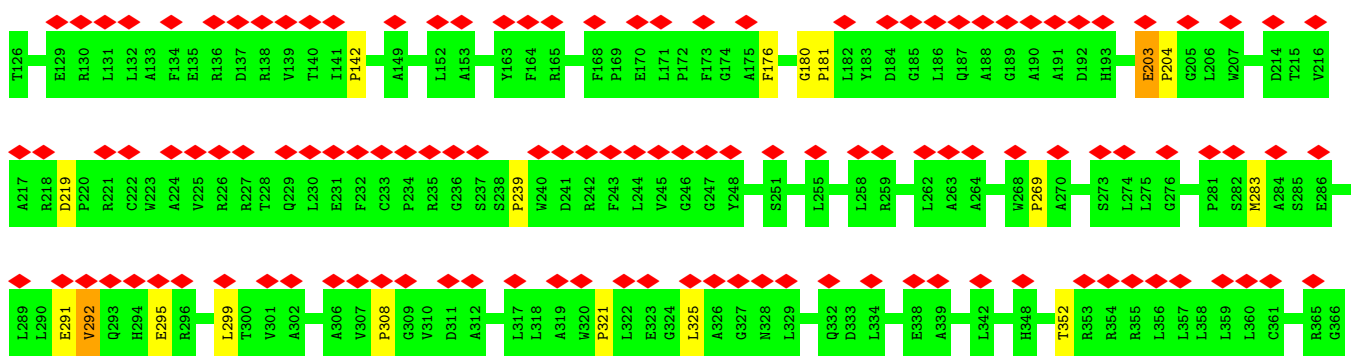 T126 E129 R130 L131 L132 A133 F134 E135 R136 D137 R138 V139 T140 I141 P142 A149 L152 A153 Y163 F164 R165 F168 P169 E170 L171 P172 F173 G174 A175 F176 G180 P181 L182 Y183 D184 G185 L186 Q187 A188 G189 A190 A191 D192 H193 E203 P204 G205 L206 W207 D214 T215 V216
A217 R218 D219 P220 R221 C222 W223 A224 V225 R226 R227 T228 Q229 L230 E231 F232 C233 P234 R235 G236 S237 S238 P239 W240 D241 R242 F243 L244 V245 G246 G247 Y248 S251 L255 L258 R259 L262 A263 A264 W268 P269 A270 S273 L274 L275 G276 P281 S282 M283 A284 S285 E286
L289 L290 E291 V292 Q293 H294 E295 R296 L299 T300 V301 A302 A306 V307 P308 G309 V310 D311 A312 L317 L318 A319 W320 P321 L322 E323 G324 L325 A326 G327 N328 L329 Q332 D333 L334 E338 A339 L342 H348 T352 R353 R354 R355 L356 L357 L358 L359 L360 C361 R365 G366